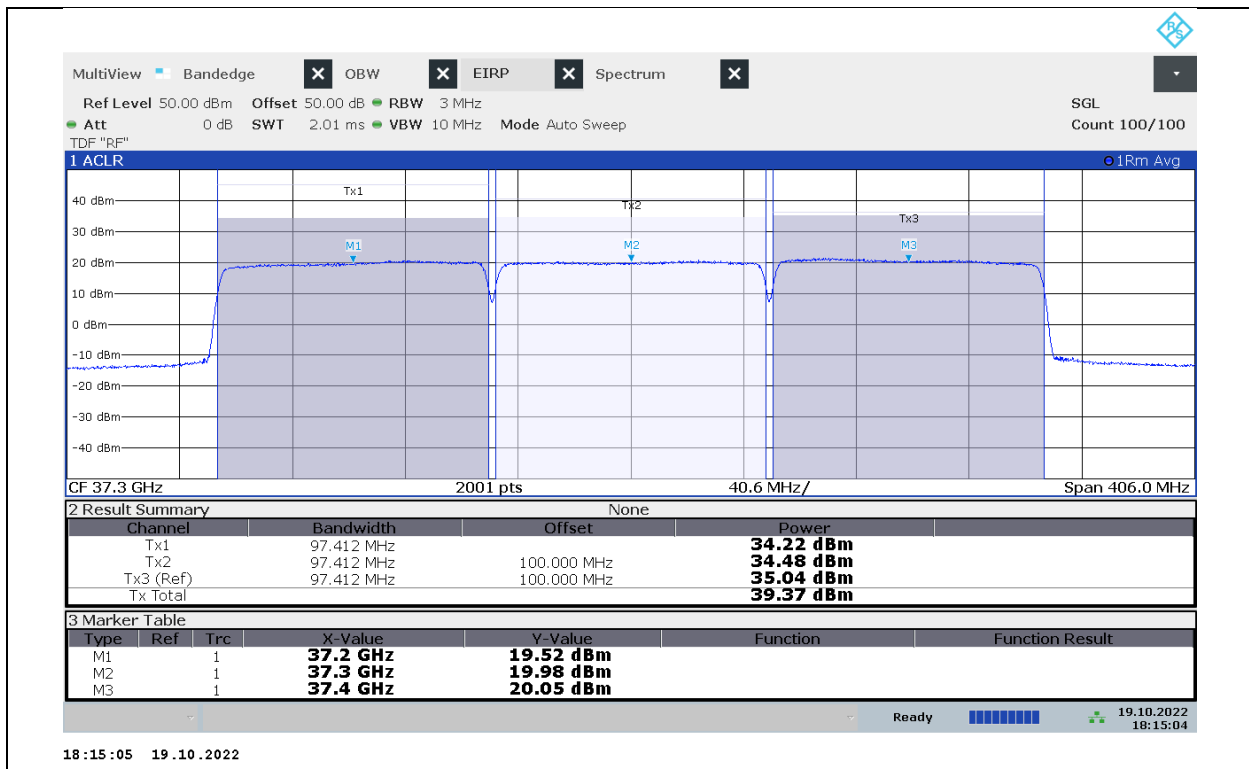 R&S
MultiView Bandedge X OBW X EIRP X Spectrum X
Ref Level 50.00 dBm Offset 50.00 dB RBW 3 MHz SGL
Att 0 dB SWT 2.01 ms VBW 10 MHz Mode Auto Sweep Count 100/100
TDF "RF"
1 ACLR 1Rm Avg
Tx1
40 dBm
Tx2
Tx3
30 dBm
M1 M2 M3
20 dBm
10 dBm
0 dBm
-10 dBm
-20 dBm
-30 dBm
-40 dBm
CF 37.3 GHz 2001 pts 40.6 MHz/ Span 406.0 MHz
2 Result Summary None
Channel Bandwidth Offset Power
Tx1 97.412 MHz 34.22 dBm
Tx2 97.412 MHz 100.000 MHz 34.48 dBm
Tx3 (Ref) 97.412 MHz 100.000 MHz 35.04 dBm
Tx Total 39.37 dBm
3 Marker Table
Type Ref Trc X-Value Y-Value Function Function Result
M1 1 37.2 GHz 19.52 dBm
M2 1 37.3 GHz 19.98 dBm
M3 1 37.4 GHz 20.05 dBm
Ready 19.10.2022
18:15:04
18:15:05 19.10.2022